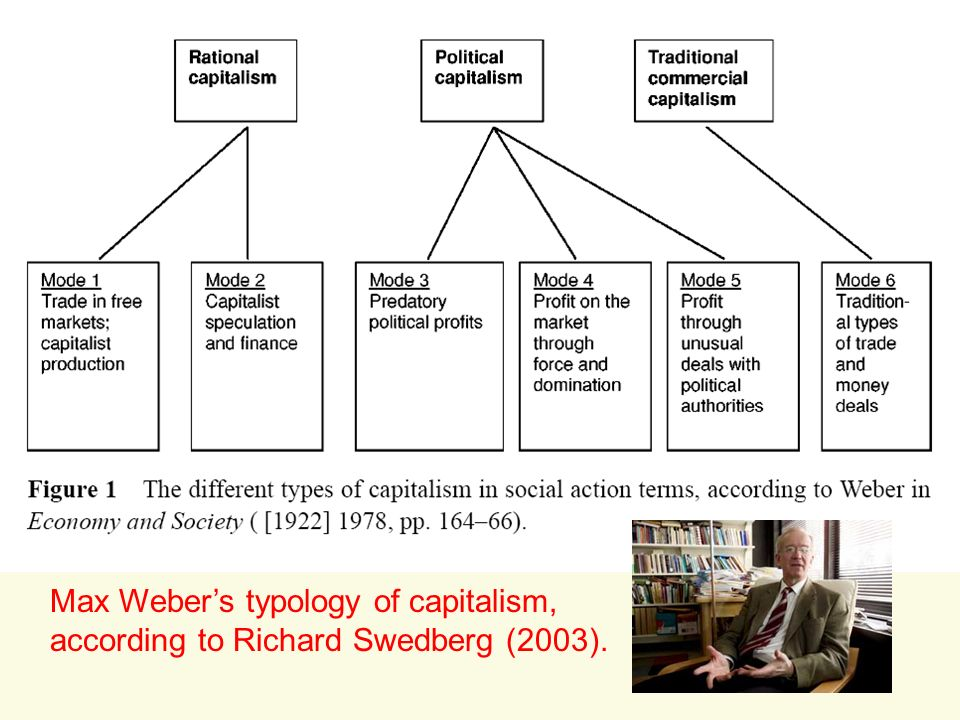 Rational
capitalism
Political
capitalism
Traditional
commercial
capitalism
Mode 1
Trade in free
markets;
capitalist
production
Mode 2
Capitalist
speculation
and finance
Mode 3
Predatory
political profits
Mode 4
Profit on the
market
through
force and
domination
Mode 5
Profit
through
unusual
deals with
political
authorities
Mode 6
Tradition-
al types
of trade
and
money
deals
Figure 1 The different types of capitalism in social action terms, according to Weber in
Economy and Society ( [1922] 1978, pp. 164–66).
Max Weber’s typology of capitalism,
according to Richard Swedberg (2003).